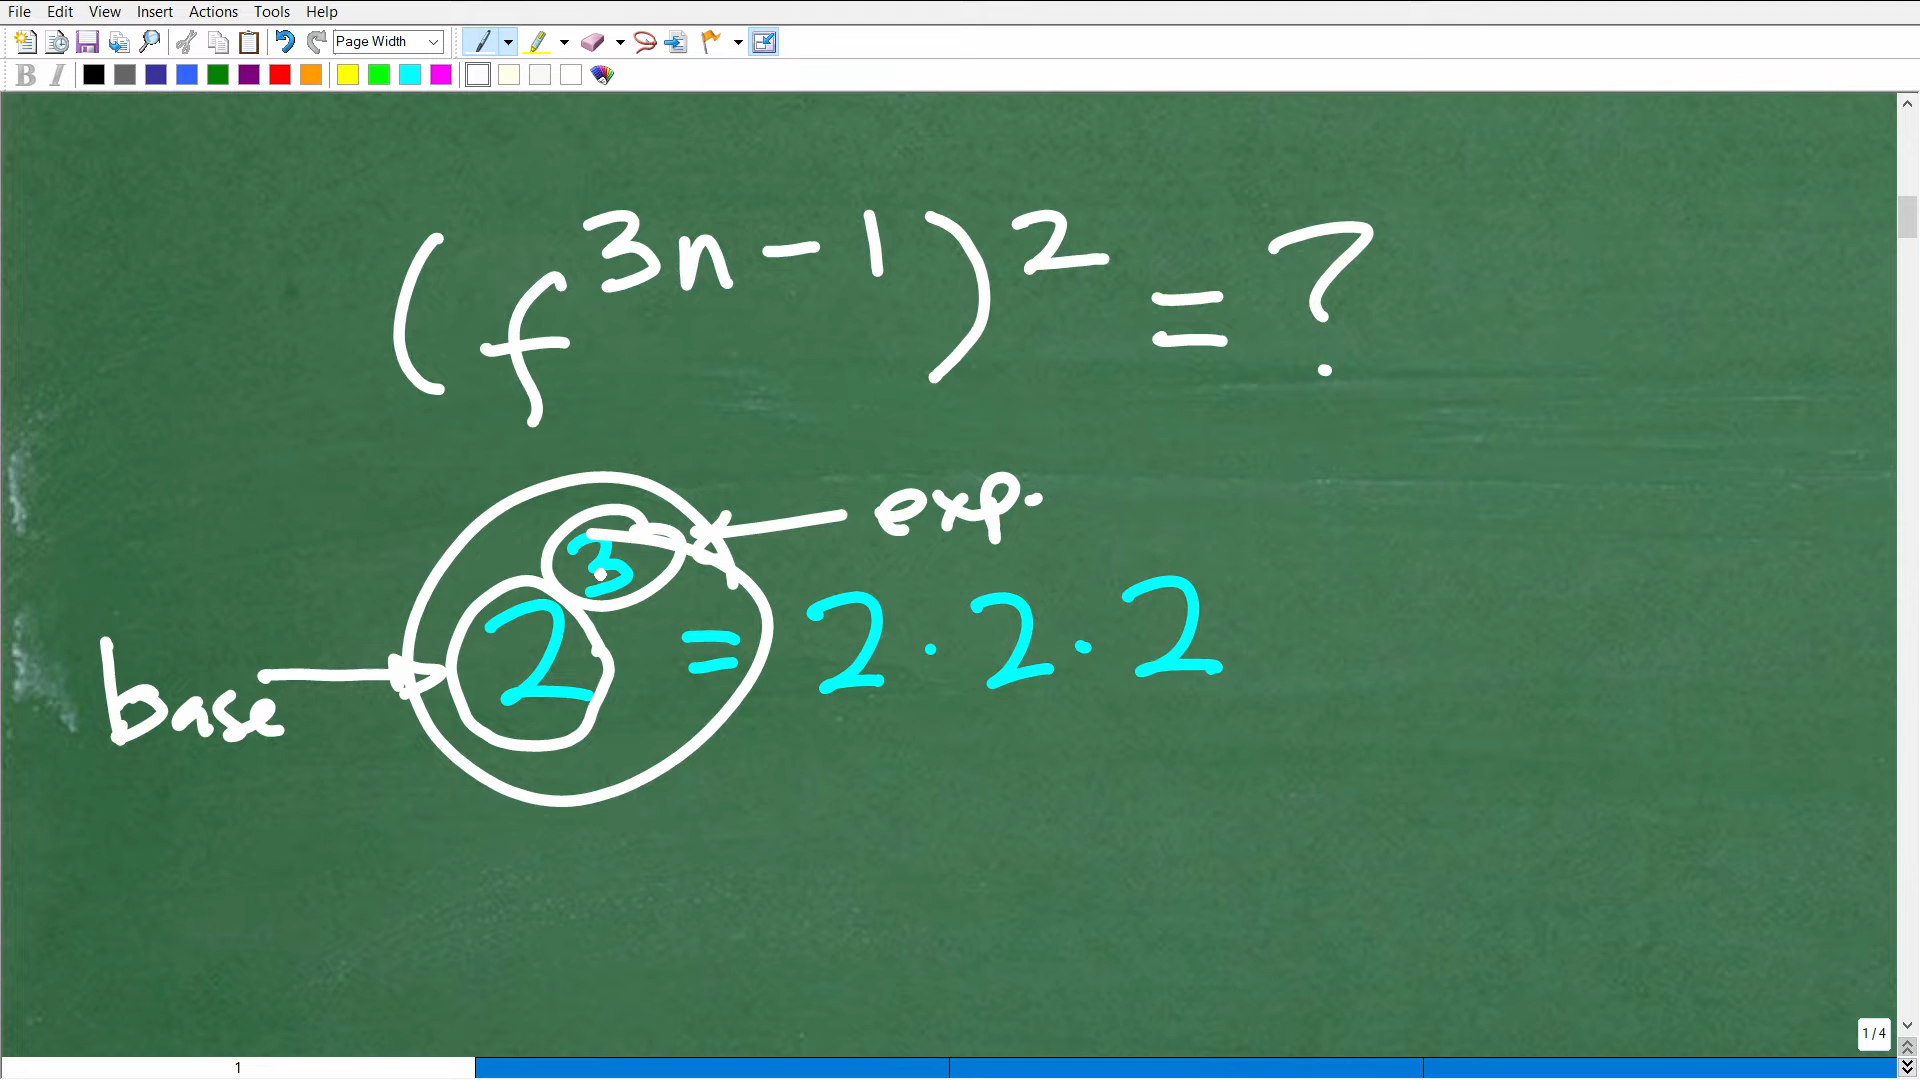 File Edit View Insert Actions Tools Help
Page Width
B I
(f^{3n-1})^2 = ?
exp.
2^3 = 2 · 2 · 2
base
1 / 4
1